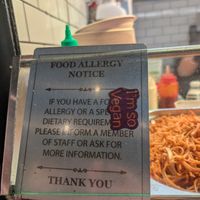 FOOD ALLERGY
NOTICE
IF YOU HAVE A FO
ALLERGY OR A SPE
DIETARY REQUIREM
PLEASE INFORM A MEMBER
OF STAFF OR ASK FOR
MORE INFORMATION.
THANK YOU
I'm so
Vegan